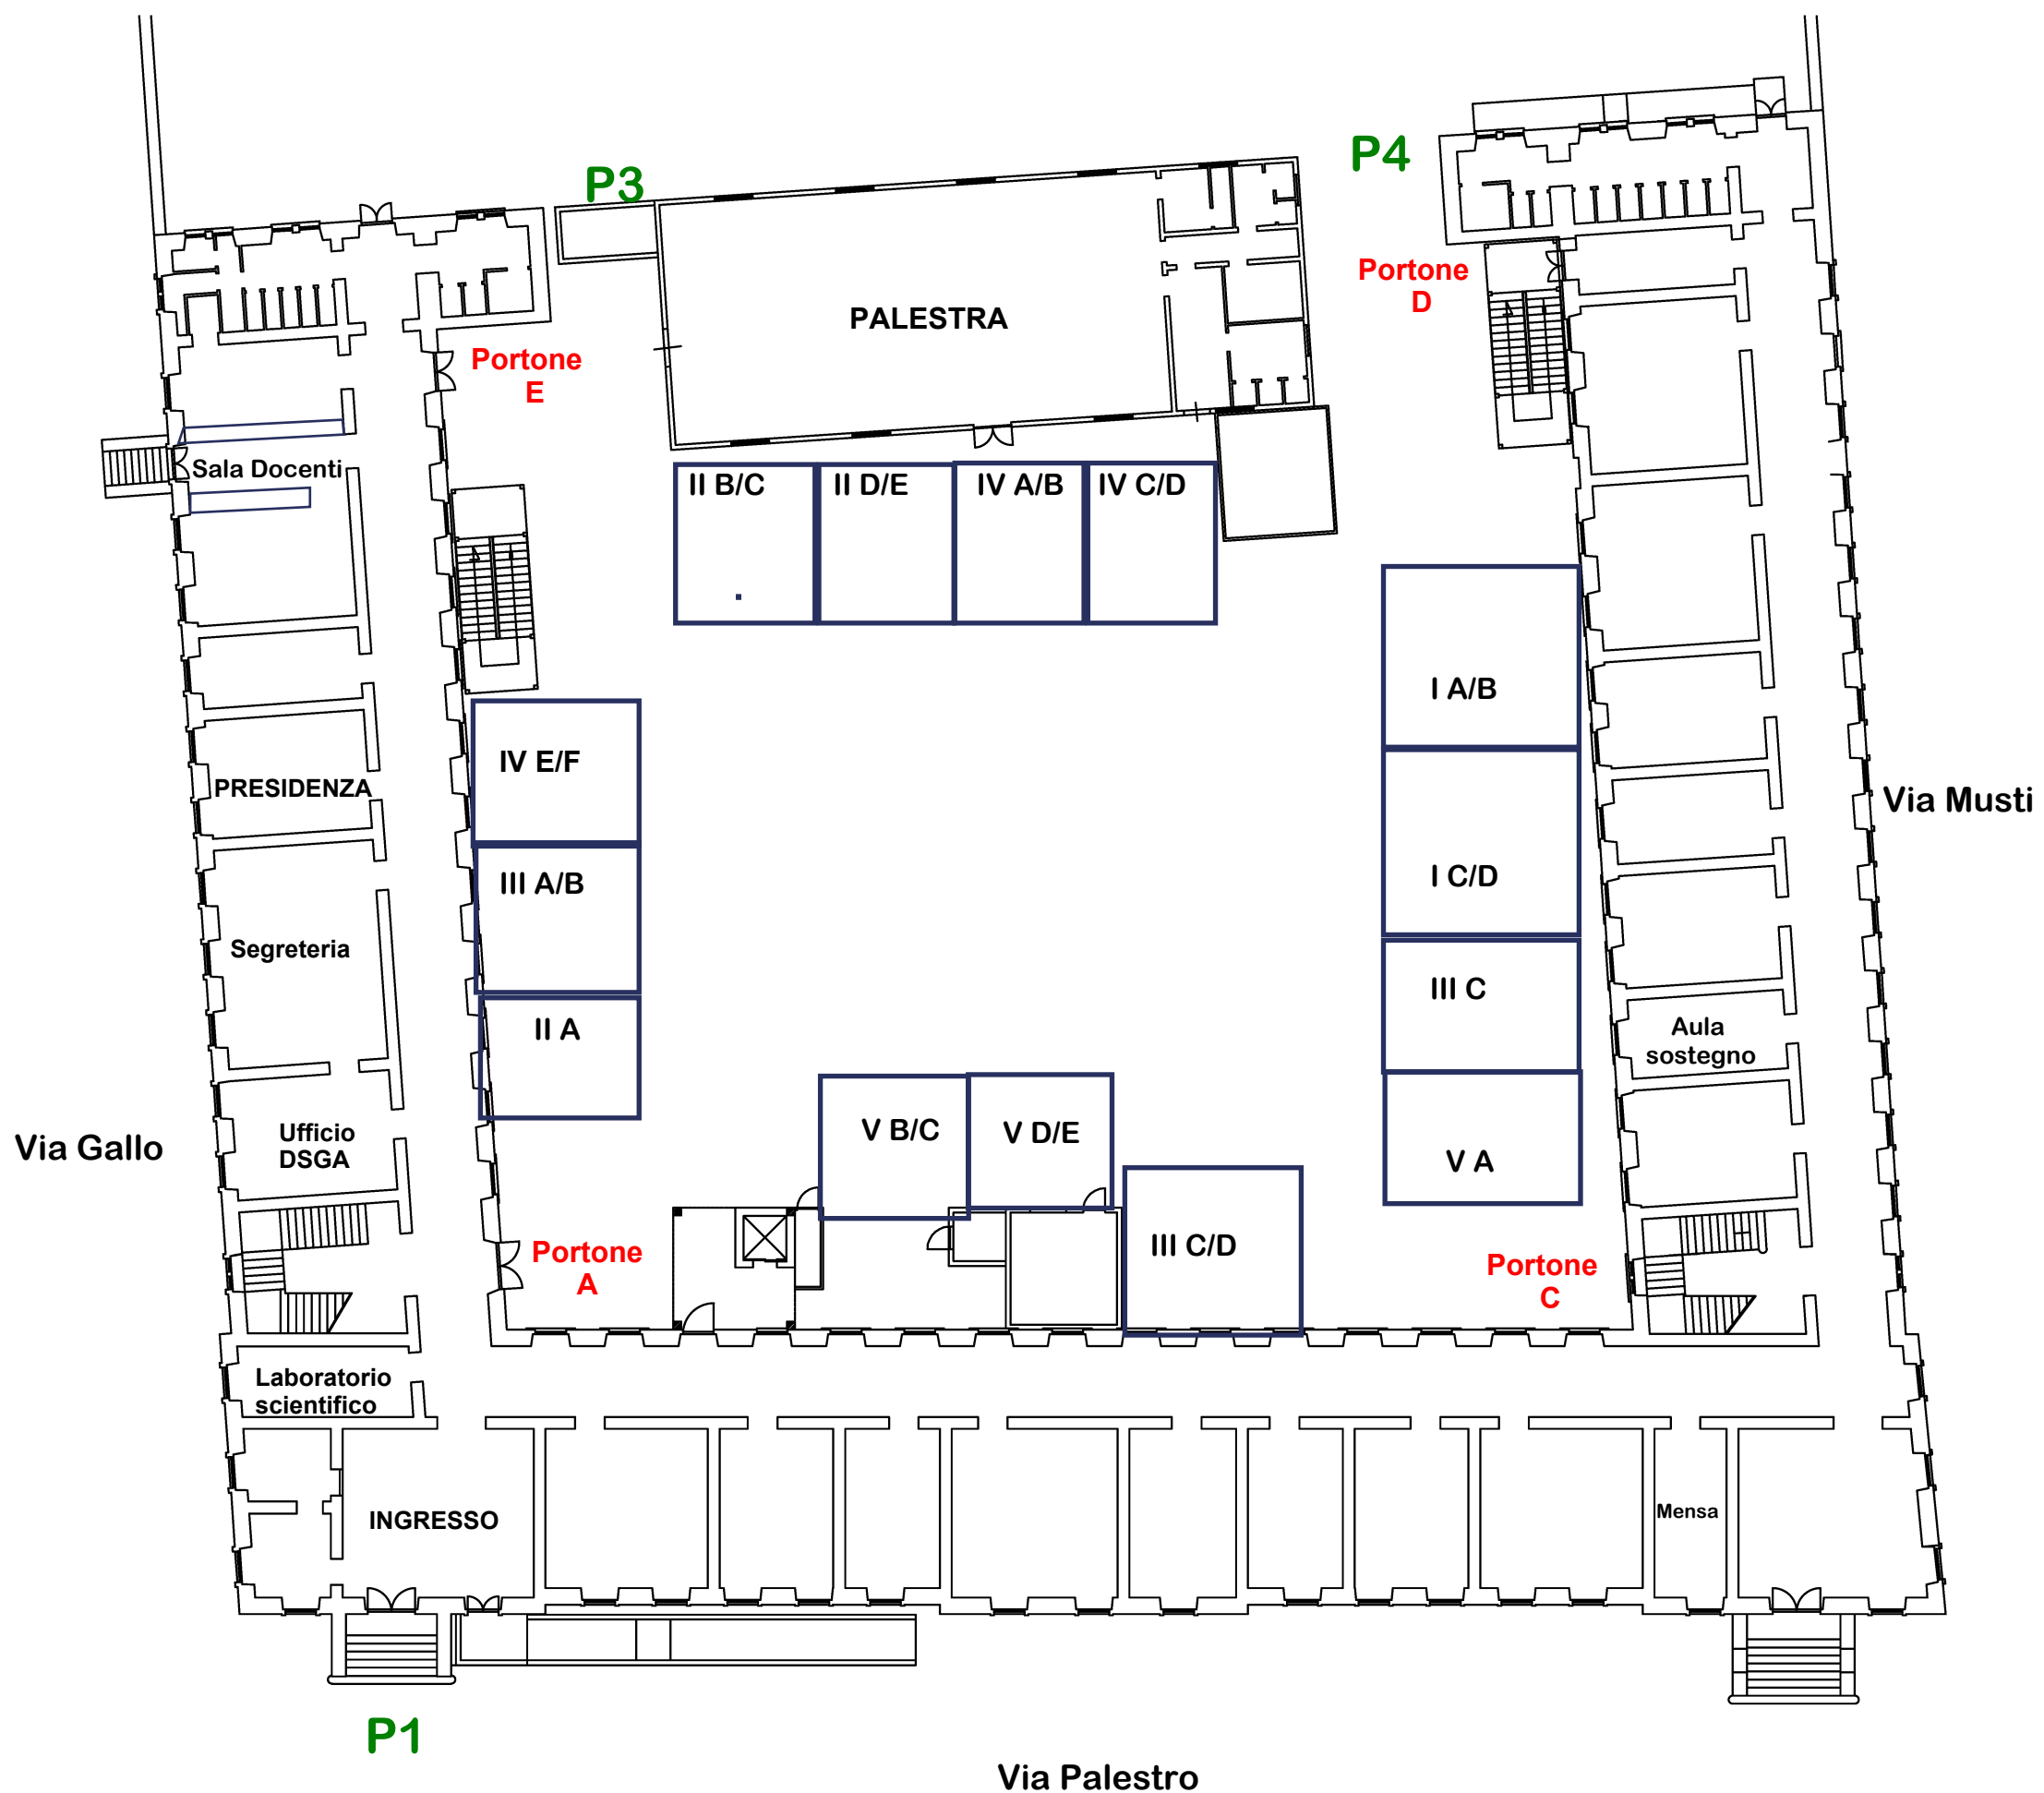 P4
P3
Portone
D
PALESTRA
Portone
E
Sala Docenti
II B/C
II D/E
IV A/B
IV C/D
I A/B
IV E/F
PRESIDENZA
Via Musti
III A/B
I C/D
Segreteria
III C
II A
Aula
sostegno
Via Gallo
Ufficio
DSGA
V B/C
V D/E
V A
Portone
A
III C/D
Portone
C
Laboratorio
scientifico
INGRESSO
Mensa
P1
Via Palestro